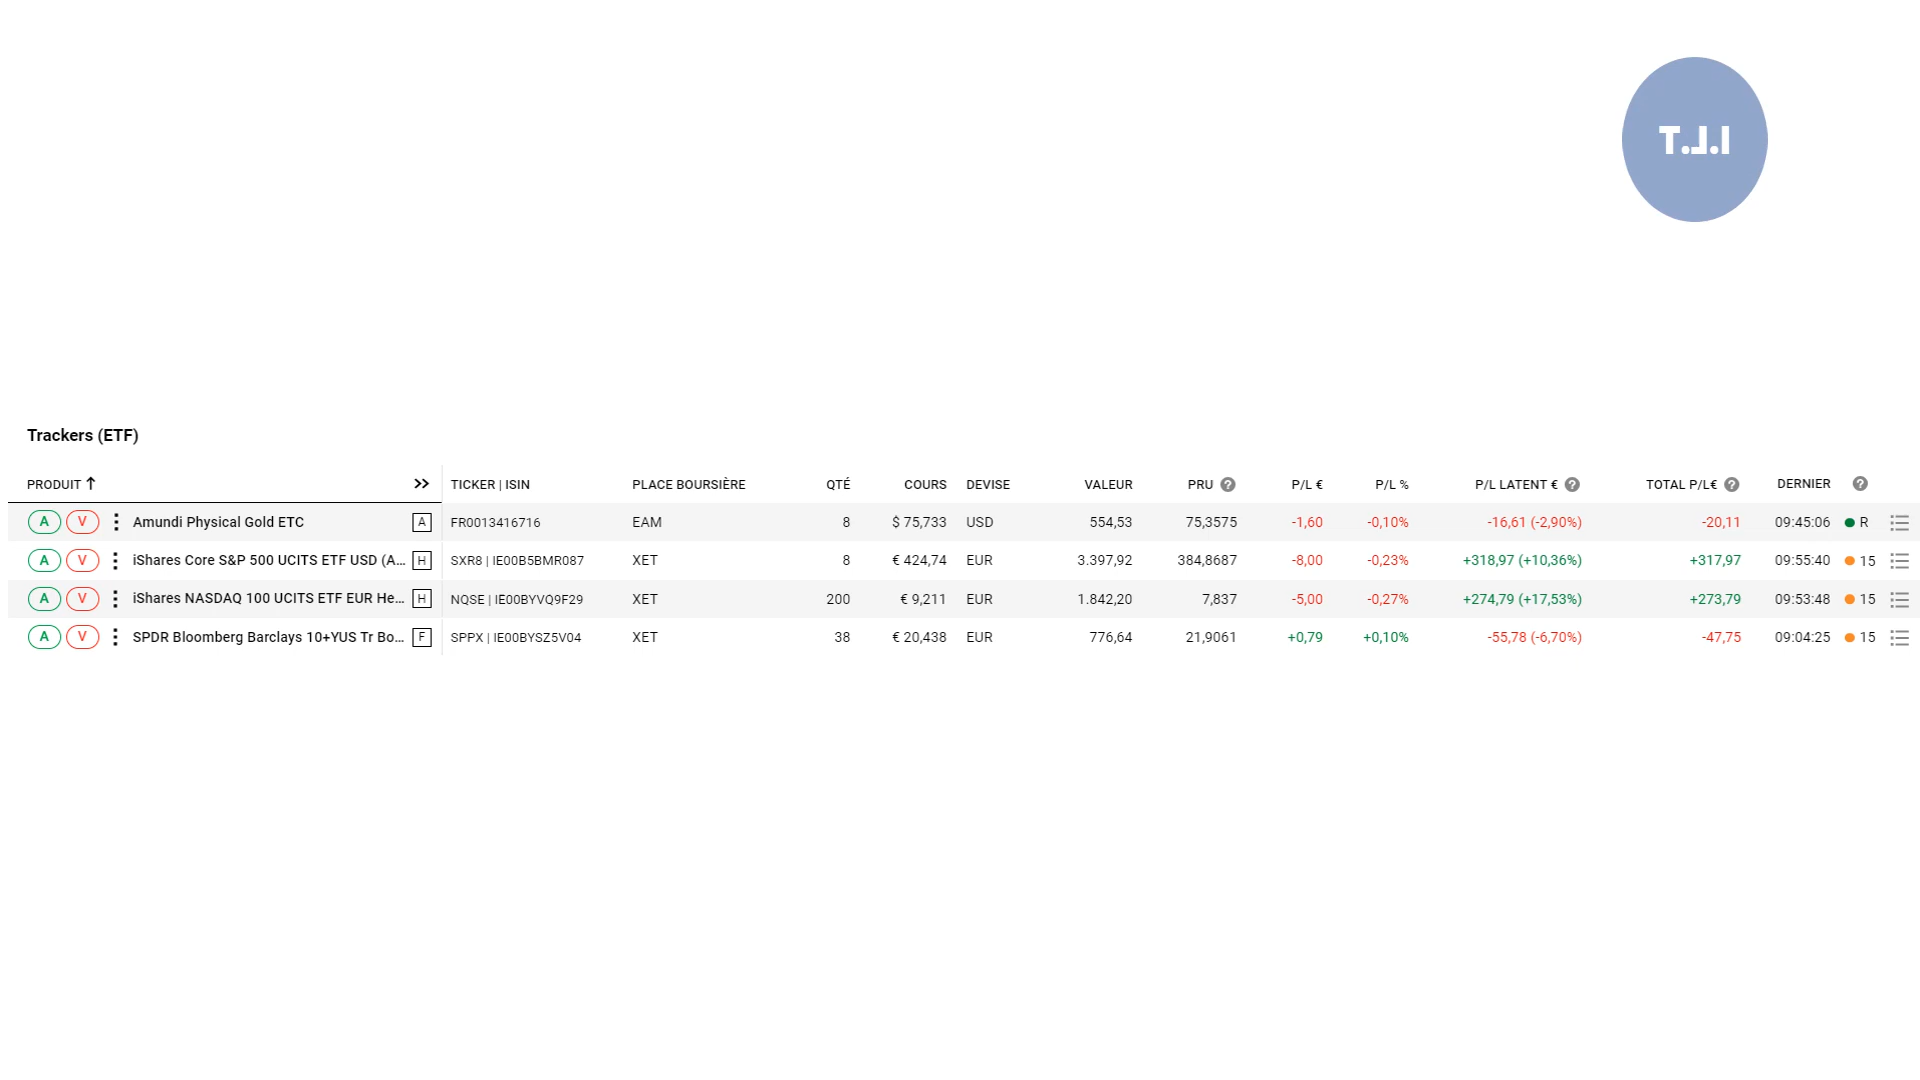 T.J.I
Trackers (ETF)
PRODUIT ↑ >> TICKER | ISIN PLACE BOURSIÈRE QTÉ COURS DEVISE VALEUR PRU ? P/L € P/L % P/L LATENT € ? TOTAL P/L€ ? DERNIER ?
A V Amundi Physical Gold ETC A FR0013416716 EAM 8 $ 75,733 USD 554,53 75,3575 -1,60 -0,10% -16,61 (-2,90%) -20,11 09:45:06 R
A V iShares Core S&P 500 UCITS ETF USD (A... H SXR8 | IE00B5BMR087 XET 8 € 424,74 EUR 3.397,92 384,8687 -8,00 -0,23% +318,97 (+10,36%) +317,97 09:55:40 15
A V iShares NASDAQ 100 UCITS ETF EUR He... H NQSE | IE00BYVQ9F29 XET 200 € 9,211 EUR 1.842,20 7,837 -5,00 -0,27% +274,79 (+17,53%) +273,79 09:53:48 15
A V SPDR Bloomberg Barclays 10+YUS Tr Bo... F SPPX | IE00BYSZ5V04 XET 38 € 20,438 EUR 776,64 21,9061 +0,79 +0,10% -55,78 (-6,70%) -47,75 09:04:25 15